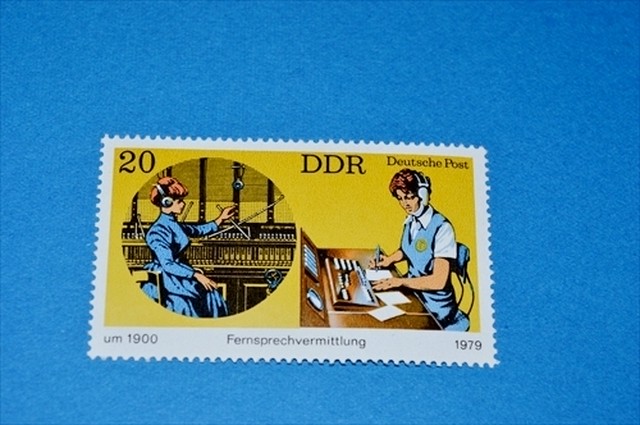 20 DDR Deutsche Post
um 1900 Fernsprechvermittlung 1979